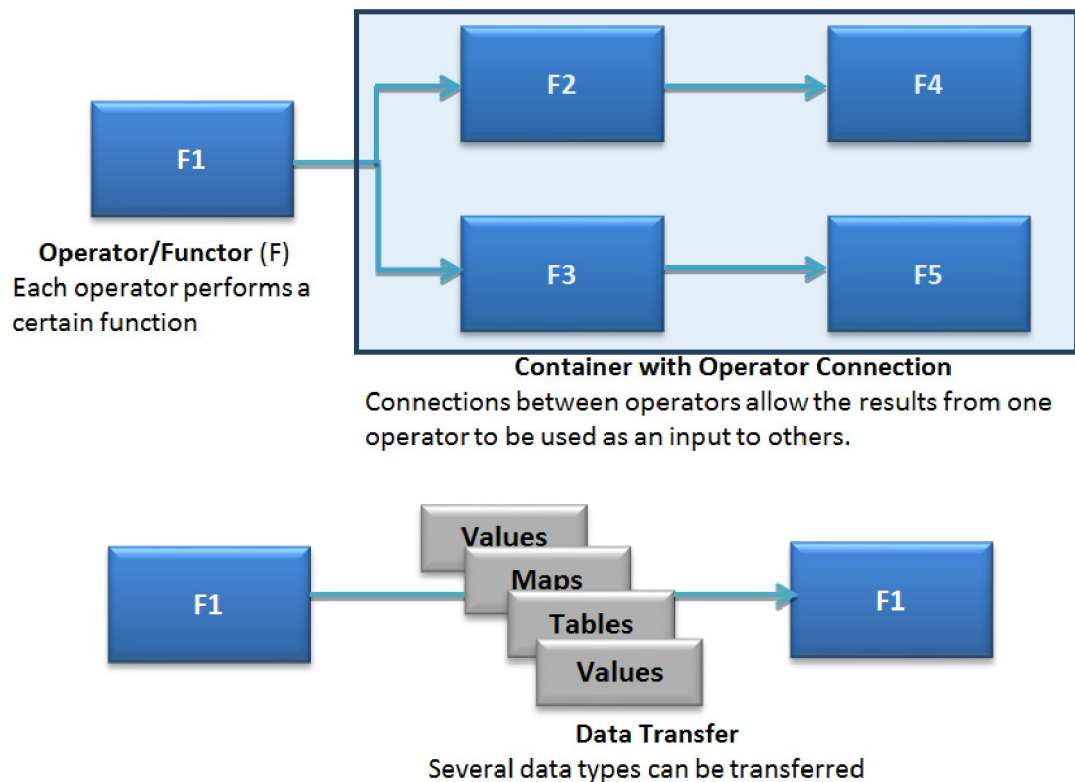 F2
F4
F1
F3
F5
Operator/Functor (F)
Each operator performs a
certain function
Container with Operator Connection
Connections between operators allow the results from one
operator to be used as an input to others.
Values
Maps
F1
F1
Tables
Values
Data Transfer
Several data types can be transferred